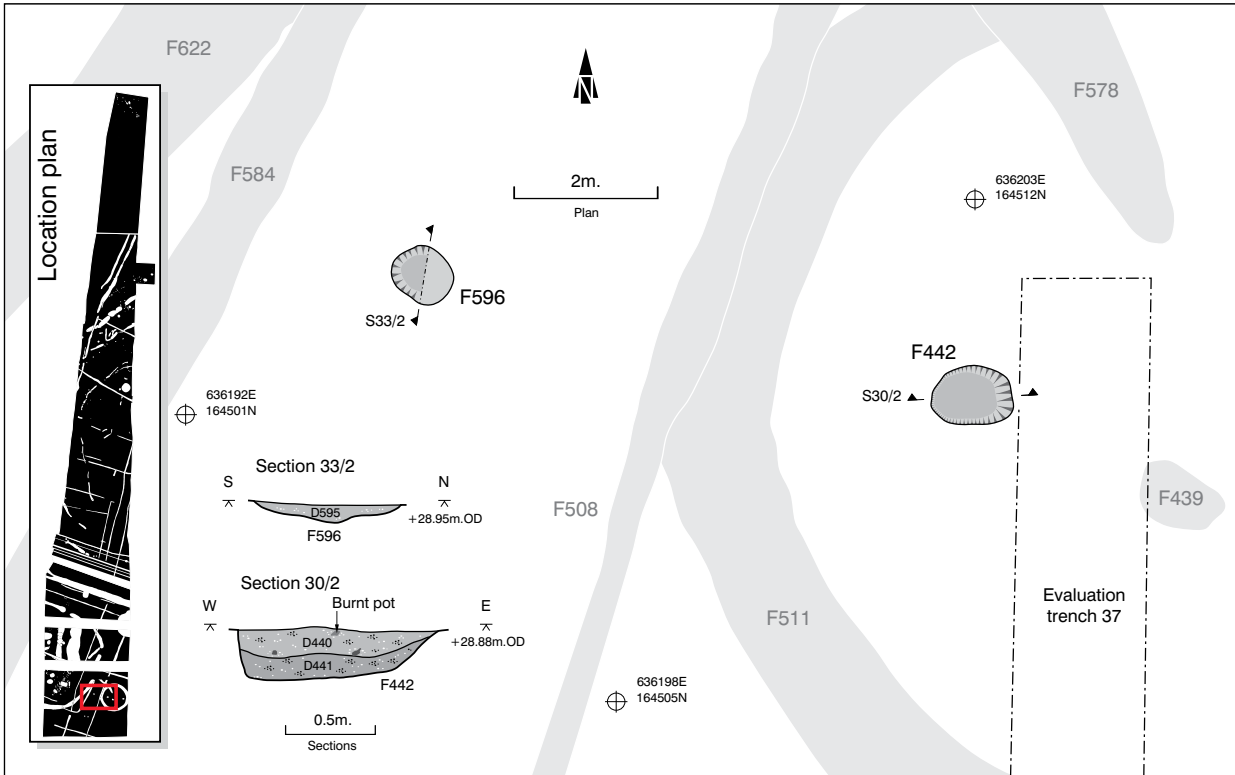 F622
F578
Location plan
F584
N
2m.
Plan
636203E
164512N
F596
S33/2
F442
S30/2
636192E
164501N
Section 33/2
S
N
D595
+28.95m.OD
F596
F508
F439
Section 30/2
Burnt pot
W
E
D440
+28.88m.OD
D441
F442
Evaluation
trench 37
F511
636198E
164505N
0.5m.
Sections